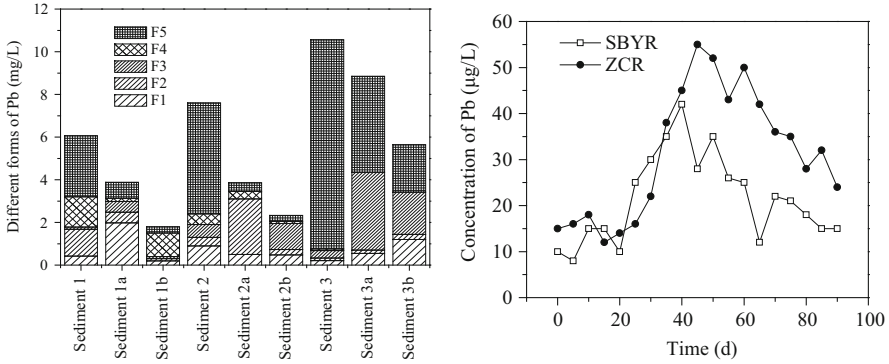 Different forms of Pb (mg/L)
12
10
8
6
4
2
0
F5
F4
F3
F2
F1
Sediment 1
Sediment 1a
Sediment 1b
Sediment 2
Sediment 2a
Sediment 2b
Sediment 3
Sediment 3a
Sediment 3b
Concentration of Pb (µg/L)
60
50
40
30
20
10
0
SBYR
ZCR
0 20 40 60 80 100
Time (d)